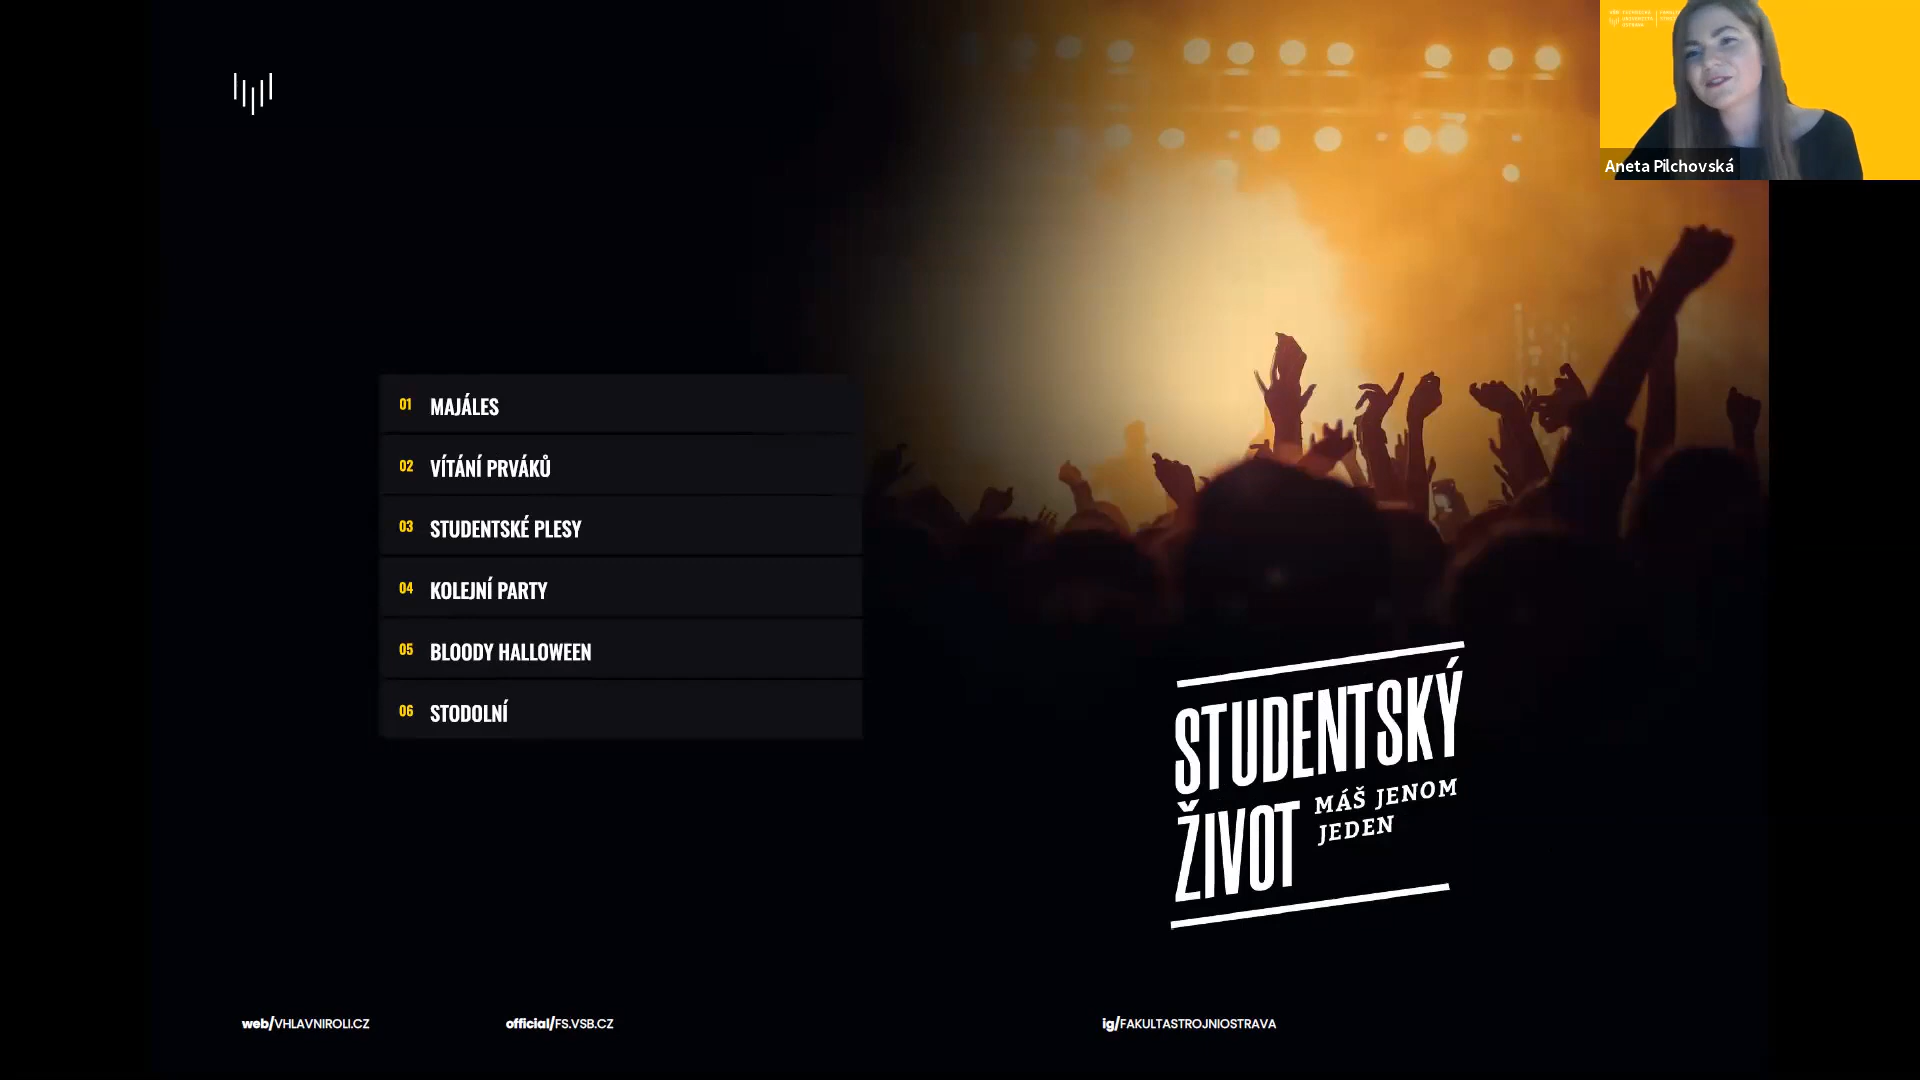 Aneta Pilchovská
01 MAJÁLES
02 VÍTÁNÍ PRVÁKŮ
03 STUDENTSKÉ PLESY
04 KOLEJNÍ PARTY
05 BLOODY HALLOWEEN
06 STODOLNÍ
STUDENTSKÝ
ŽIVOT
MÁŠ JENOM
JEDEN
web/VHLAVNIROLI.CZ
official/FS.VSB.CZ
ig/FAKULTASTROJNIOSTRAVA